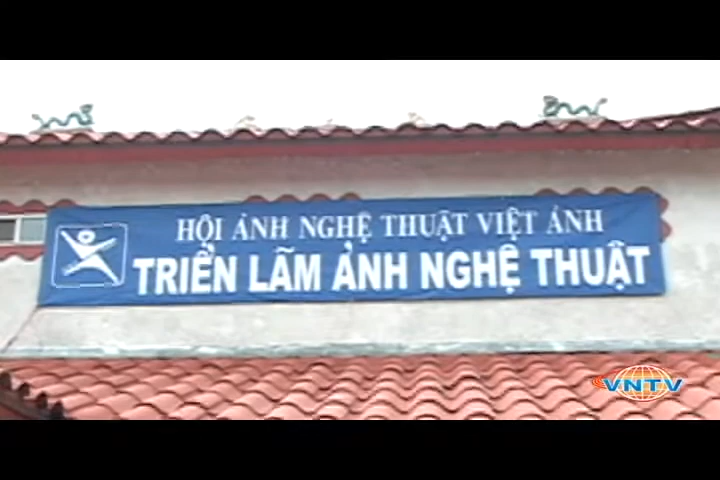 HỘI ẢNH NGHỆ THUẬT VIỆT ẢNH
TRIỂN LÃM ẢNH NGHỆ THUẬT
VNTV